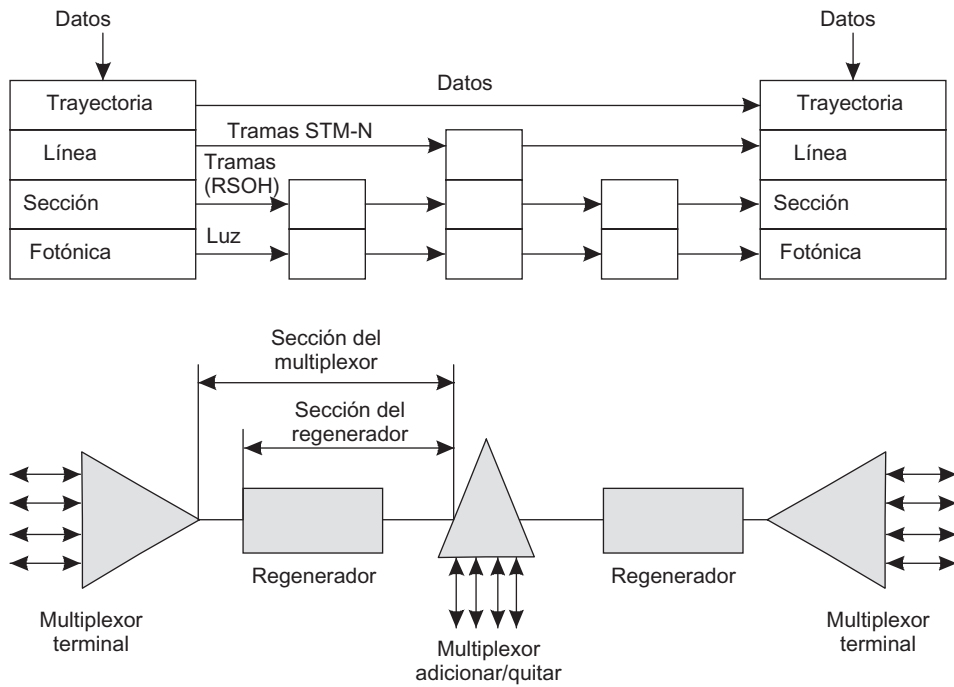 Datos
Datos
Trayectoria
Datos
Trayectoria
Línea
Tramas STM-N
Línea
Tramas
(RSOH)
Sección
Sección
Fotónica
Luz
Fotónica
Sección del
multiplexor
Sección del
regenerador
Regenerador
Regenerador
Multiplexor
terminal
Multiplexor
adicionar/quitar
Multiplexor
terminal